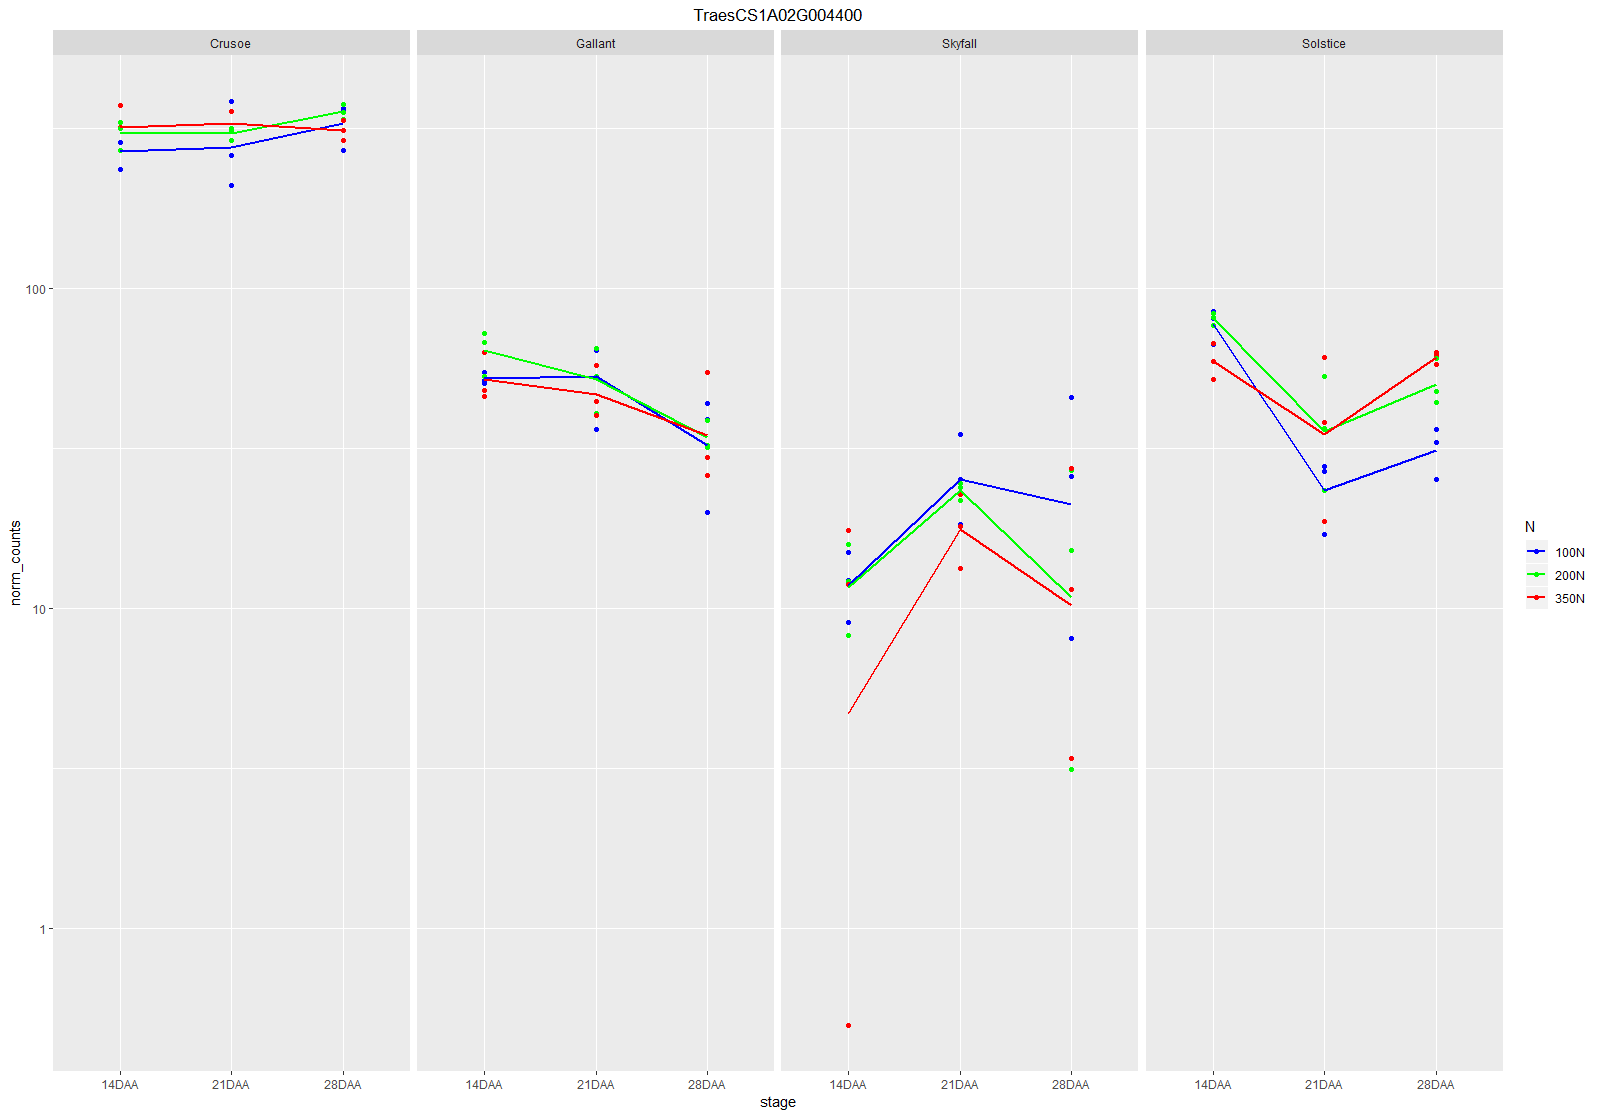 TraesCS1A02G004400
Crusoe Gallant Skyfall Solstice
100
10
1
norm_counts
14DAA 21DAA 28DAA 14DAA 21DAA 28DAA 14DAA 21DAA 28DAA 14DAA 21DAA 28DAA
stage
N
100N
200N
350N